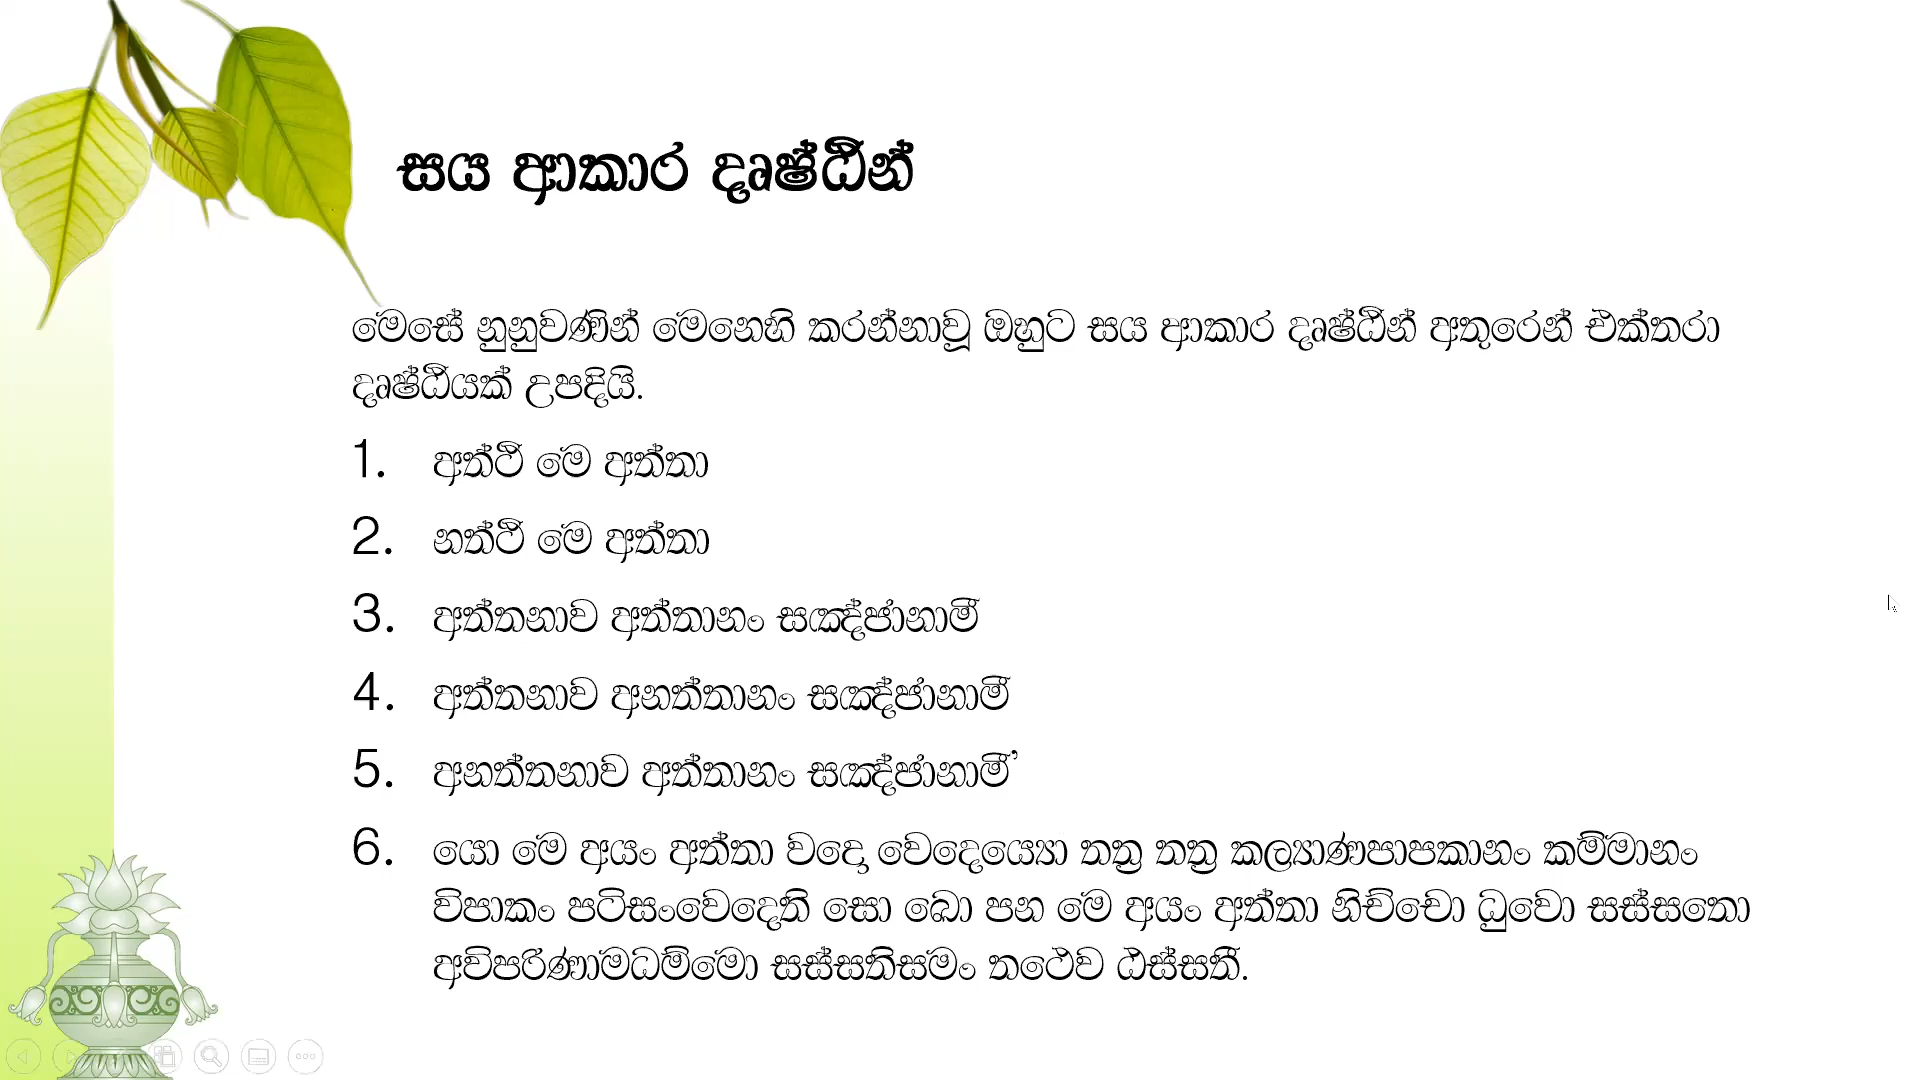 සය ආකාර දෘෂ්ඨීන්
මෙසේ නුනුවණින් මෙනෙහි කරන්නාවූ ඔහුට සය ආකාර දෘෂ්ඨීන් අතුරෙන් එක්තරා
දෘෂ්ඨියක් උපදියි.
1. අත්ථි මෙ අත්තා
2. නත්ථි මෙ අත්තා
3. අත්තනාව අත්තානං සඤ්ජානාමී
4. අත්තනාව අනත්තානං සඤ්ජානාමී
5. අනත්තනාව අත්තානං සඤ්ජානාමී’
6. යො මෙ අයං අත්තා වදො වෙදෙය්‍යො තත්‍ර තත්‍ර කල්‍යාණපාපකානං කම්මානං
විපාකං පටිසංවෙදෙති සො ඛො පන මෙ අයං අත්තා නිච්චො ධුවො සස්සතො
අවිපරිණාමධම්මො සස්සතිසමං තථෙව ඨස්සතී.